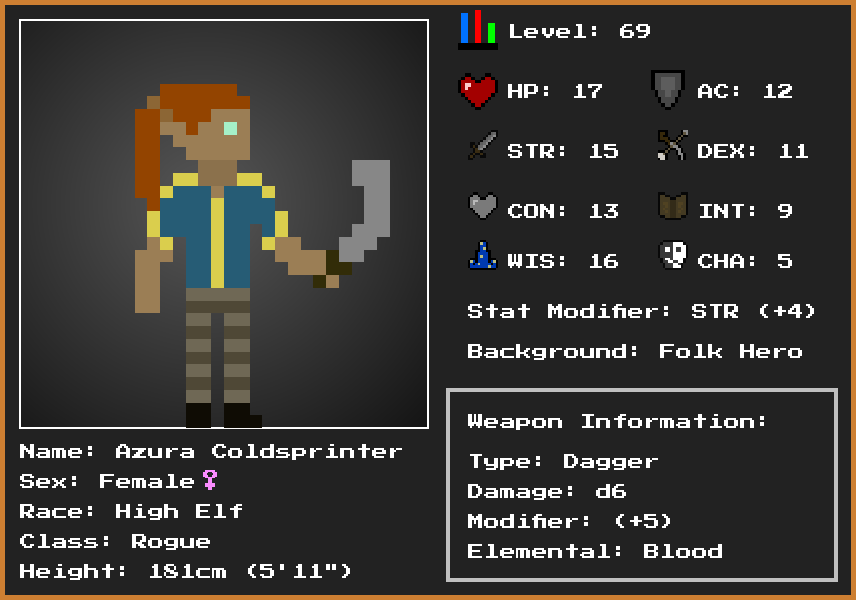 Level: 69
HP: 17 AC: 12
STR: 15 DEX: 11
CON: 13 INT: 9
WIS: 16 CHA: 5
Stat Modifier: STR (+4)
Background: Folk Hero
Weapon Information:
Type: Dagger
Damage: d6
Modifier: (+5)
Elemental: Blood
Name: Azura Coldsprinter
Sex: Female♀
Race: High Elf
Class: Rogue
Height: 181cm (5'11")